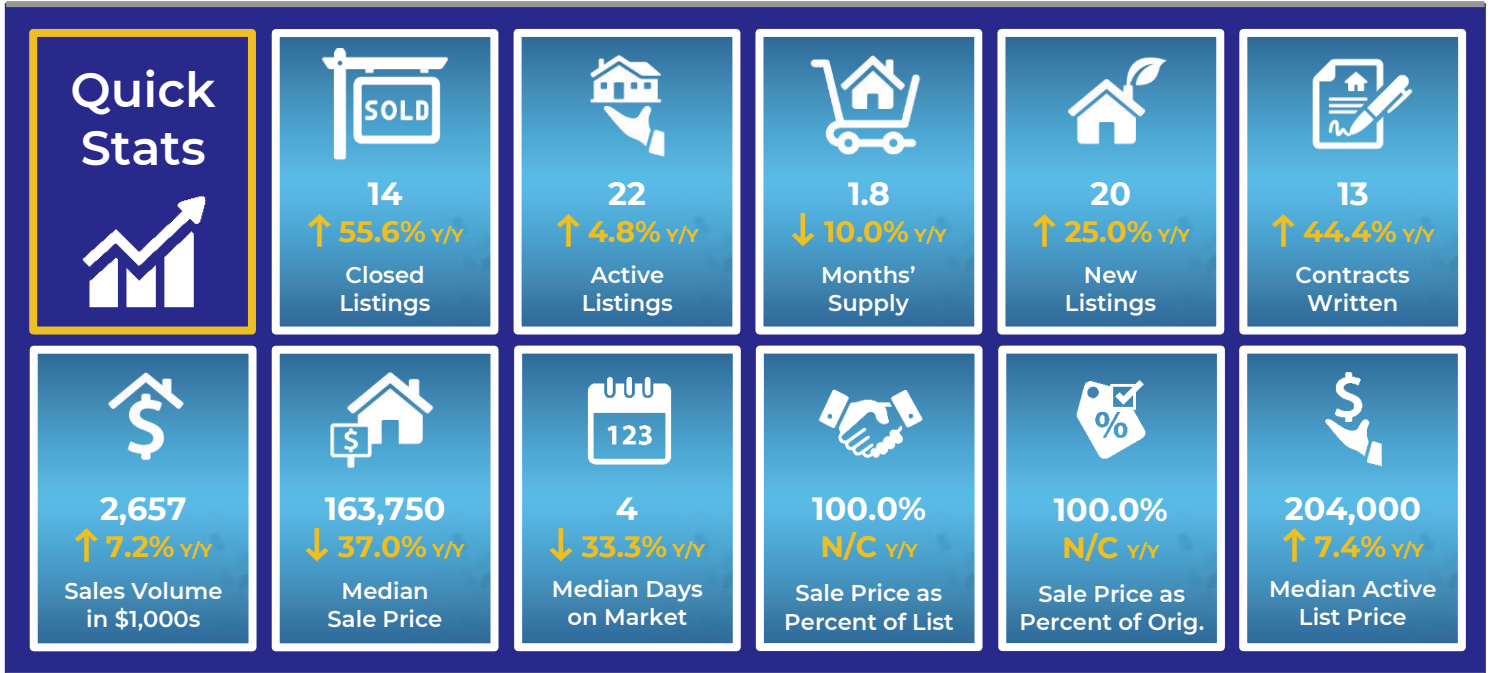 Quick
Stats
SOLD
14
↑ 55.6% Y/Y
Closed
Listings
22
↑ 4.8% Y/Y
Active
Listings
1.8
↓ 10.0% Y/Y
Months’
Supply
20
↑ 25.0% Y/Y
New
Listings
13
↑ 44.4% Y/Y
Contracts
Written
$
2,657
↑ 7.2% Y/Y
Sales Volume
in $1,000s
$
163,750
↓ 37.0% Y/Y
Median
Sale Price
123
4
↓ 33.3% Y/Y
Median Days
on Market
100.0%
N/C Y/Y
Sale Price as
Percent of List
%
100.0%
N/C Y/Y
Sale Price as
Percent of Orig.
$
204,000
↑ 7.4% Y/Y
Median Active
List Price